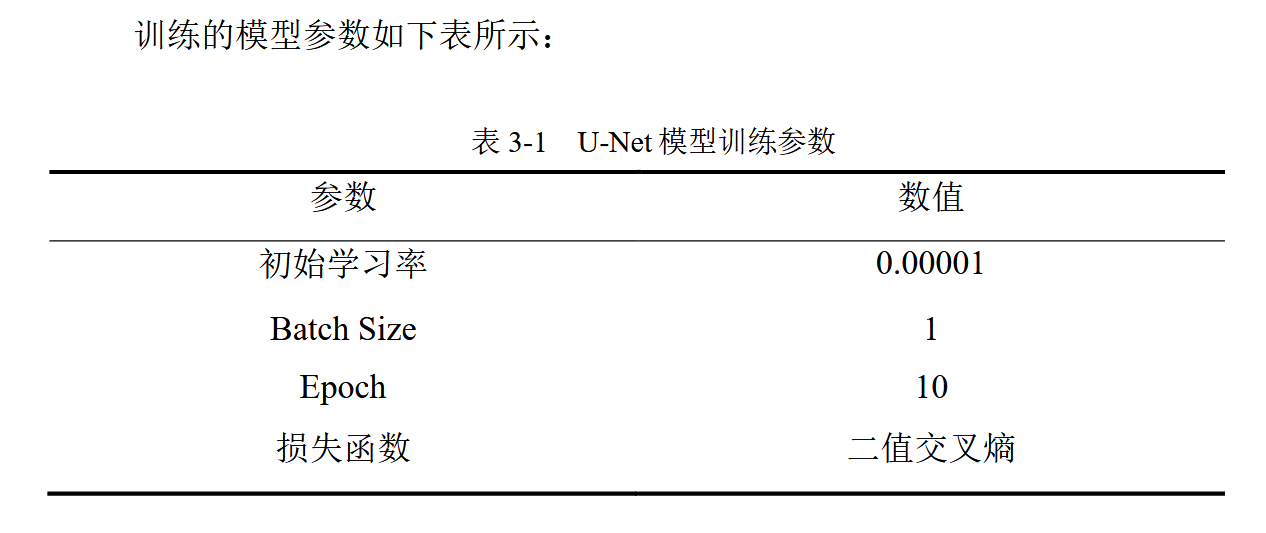 训练的模型参数如下表所示：
表 3-1 U-Net 模型训练参数
参数 数值
初始学习率 0.00001
Batch Size 1
Epoch 10
损失函数 二值交叉熵